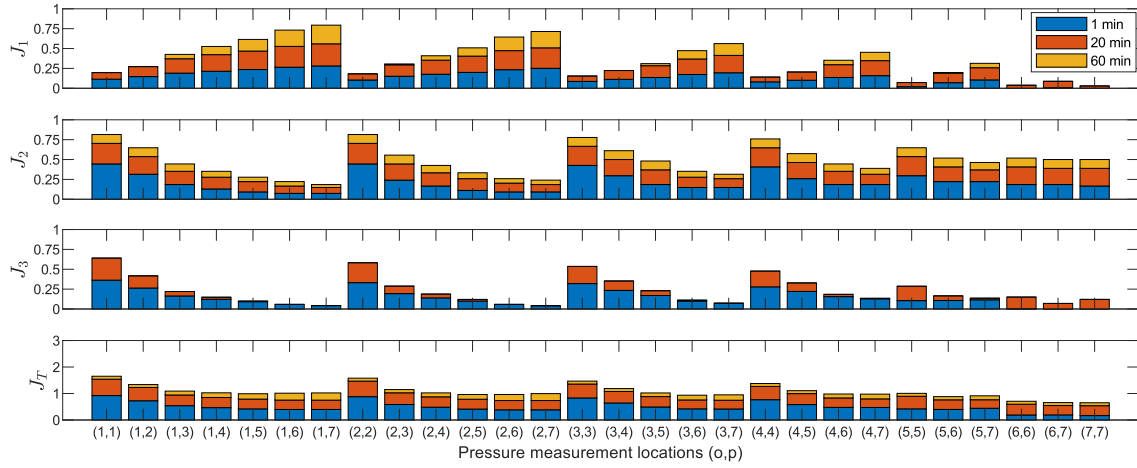 1
0.75
0.5
0.25
0
J1
1 min
20 min
60 min
1
0.75
0.5
0.25
0
J2
1
0.75
0.5
0.25
0
J3
3
2
1
0
JT
(1,1) (1,2) (1,3) (1,4) (1,5) (1,6) (1,7) (2,2) (2,3) (2,4) (2,5) (2,6) (2,7) (3,3) (3,4) (3,5) (3,6) (3,7) (4,4) (4,5) (4,6) (4,7) (5,5) (5,6) (5,7) (6,6) (6,7) (7,7)
Pressure measurement locations (o,p)